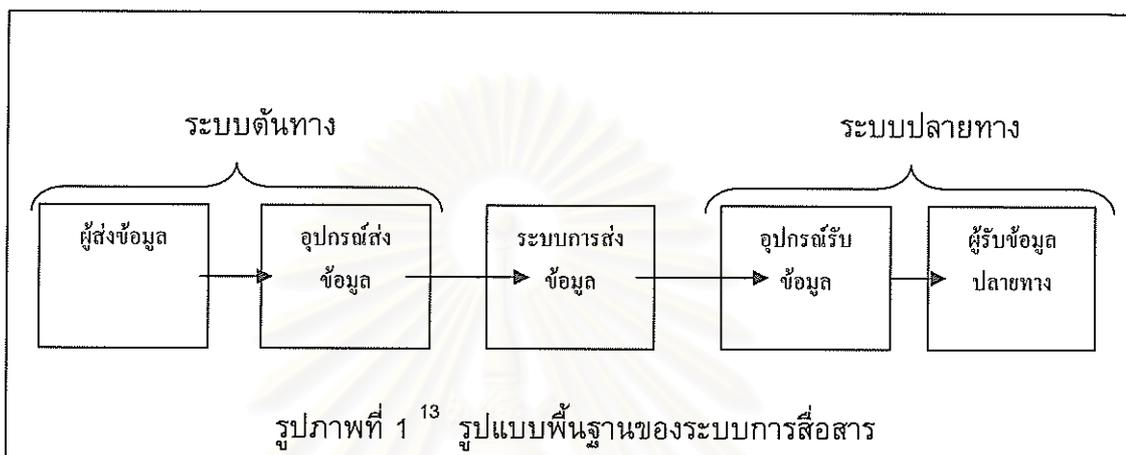 ระบบต้นทาง
ระบบปลายทาง
ผู้ส่งข้อมูล
อุปกรณ์ส่ง
ข้อมูล
ระบบการส่ง
ข้อมูล
อุปกรณ์รับ
ข้อมูล
ผู้รับข้อมูล
ปลายทาง
รูปภาพที่ 1 13 รูปแบบพื้นฐานของระบบการสื่อสาร